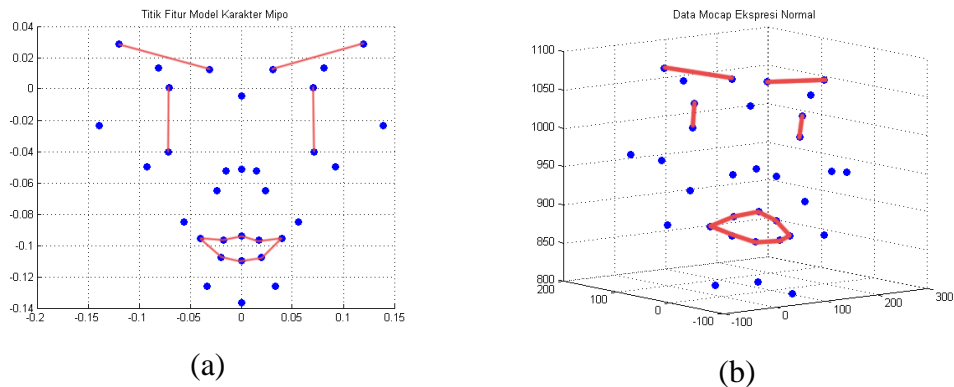 Titik Fitur Model Karakter Mipo
0.04
0.02
0
-0.02
-0.04
-0.06
-0.08
-0.1
-0.12
-0.14
-0.2 -0.15 -0.1 -0.05 0 0.05 0.1 0.15
(a)
Data Mocap Ekspresi Normal
1100
1050
1000
950
900
850
800
200 100 0 -100
-100 0 100 200 300
(b)